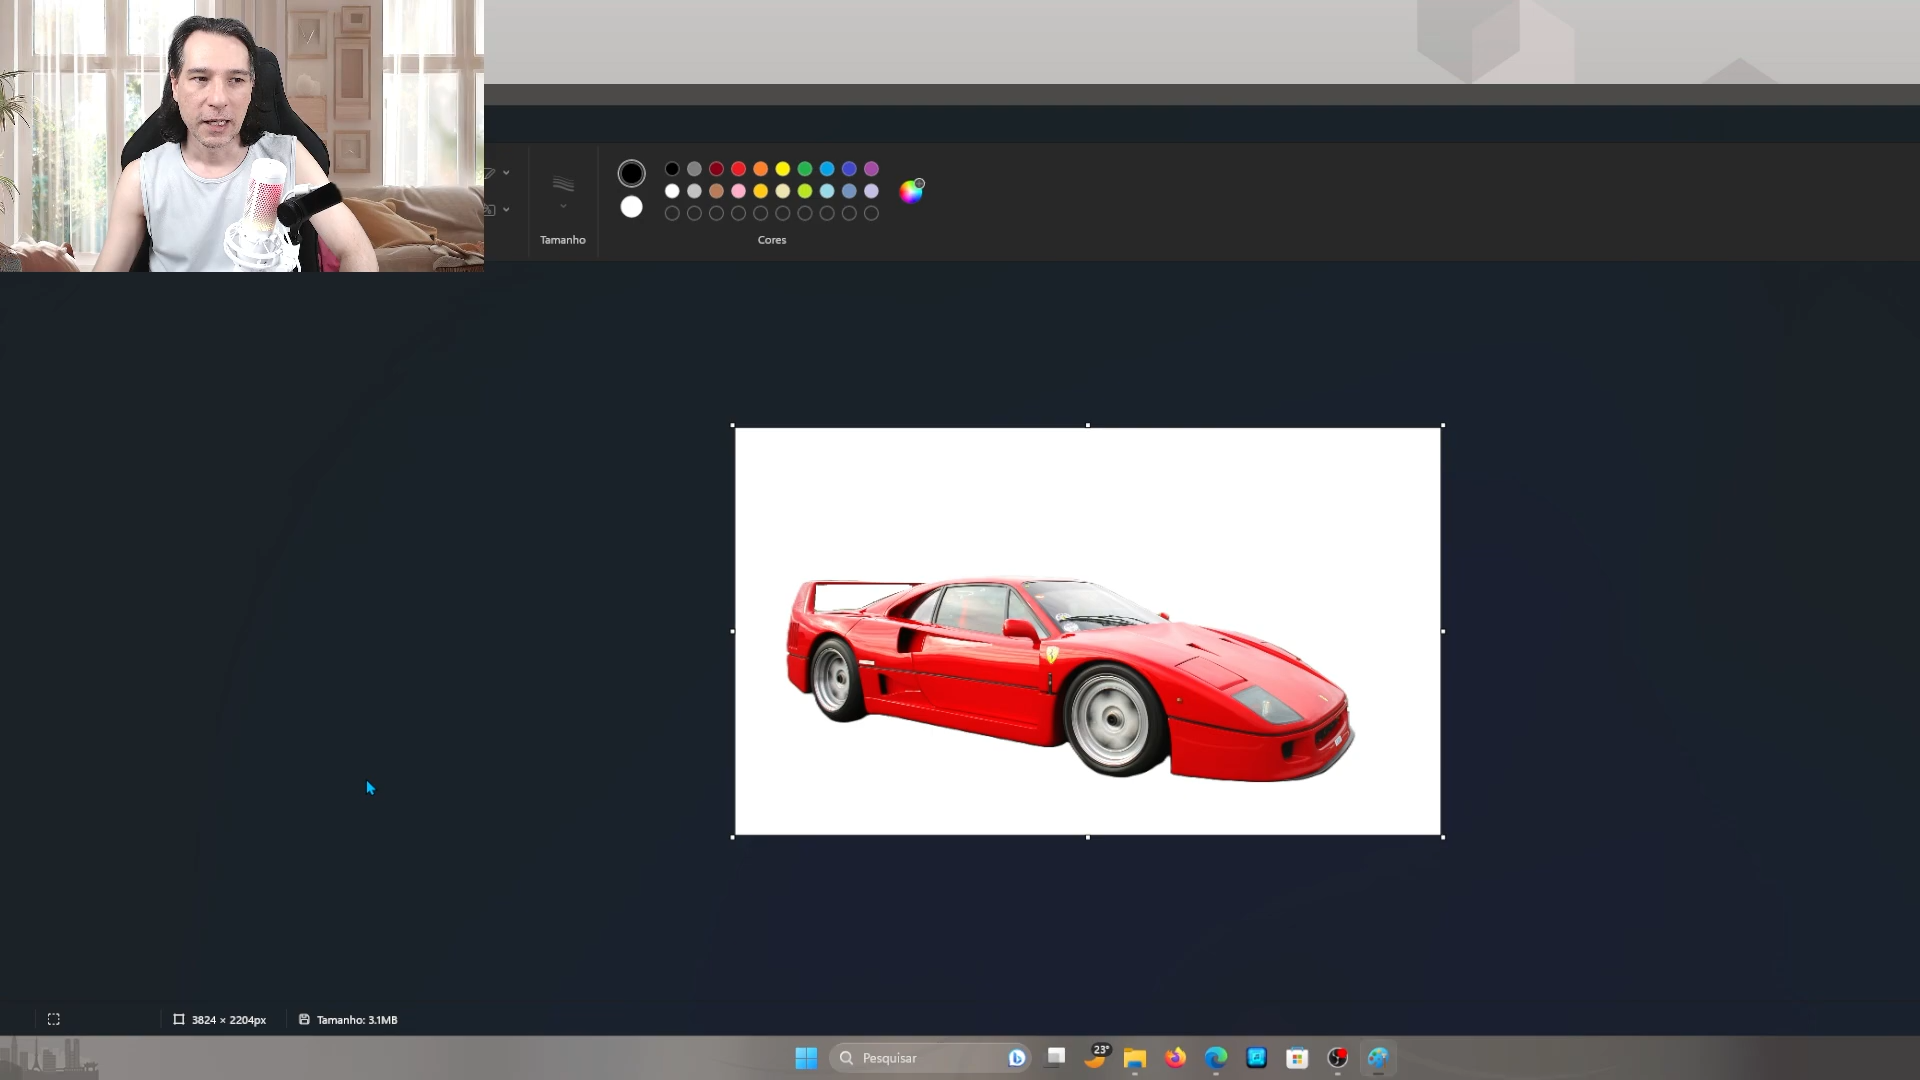 Tamanho
Cores
3824 × 2204px
Tamanho: 3.1MB
Pesquisar
23°